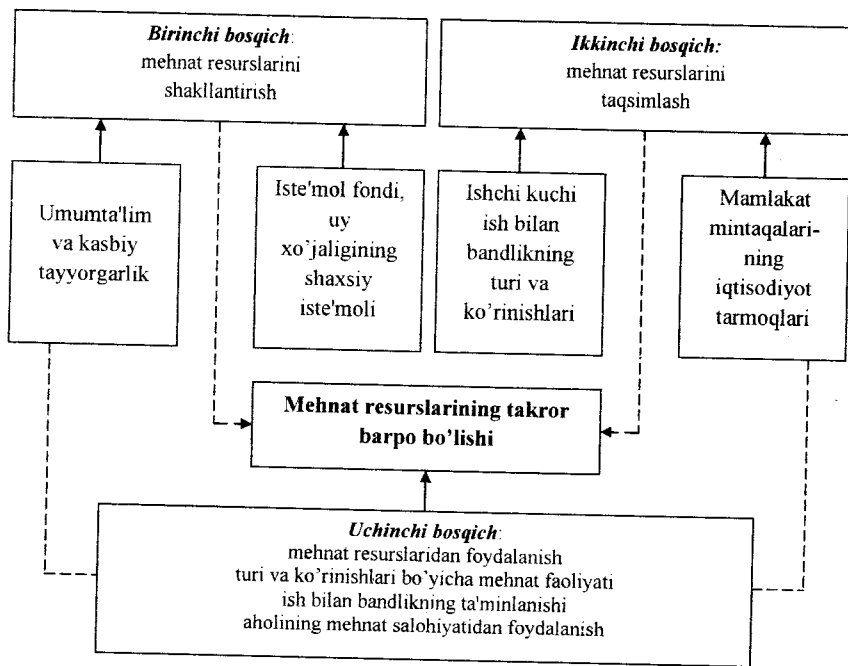 Birinchi bosqich:
mehnat resurslarini
shakllantirish
Ikkinchi bosqich:
mehnat resurslarini
taqsimlash
Umumta'lim
va kasbiy
tayyorgarlik
Iste'mol fondi,
uy
xo'jaligining
shaxsiy
iste'moli
Ishchi kuchi
ish bilan
bandlikning
turi va
ko'rinishlari
Mamlakat
mintaqalari-
ning
iqtisodiyot
tarmoqlari
Mehnat resurslarining takror
barpo bo'lishi
Uchinchi bosqich:
mehnat resurslaridan foydalanish
turi va ko'rinishlari bo'yicha mehnat faoliyati
ish bilan bandlikning ta'minlanishi
aholining mehnat salohiyatidan foydalanish